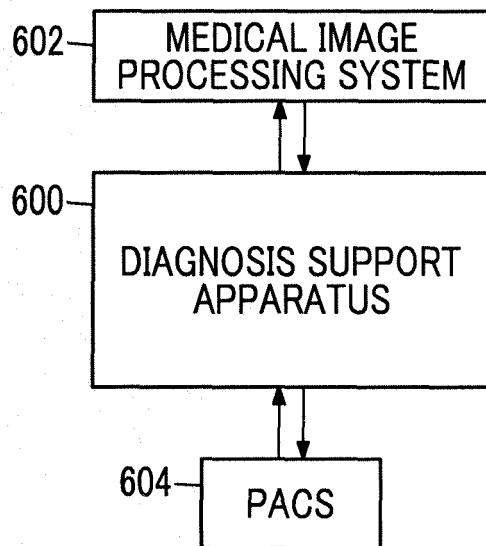 602
MEDICAL IMAGE
PROCESSING SYSTEM
600
DIAGNOSIS SUPPORT
APPARATUS
604
PACS